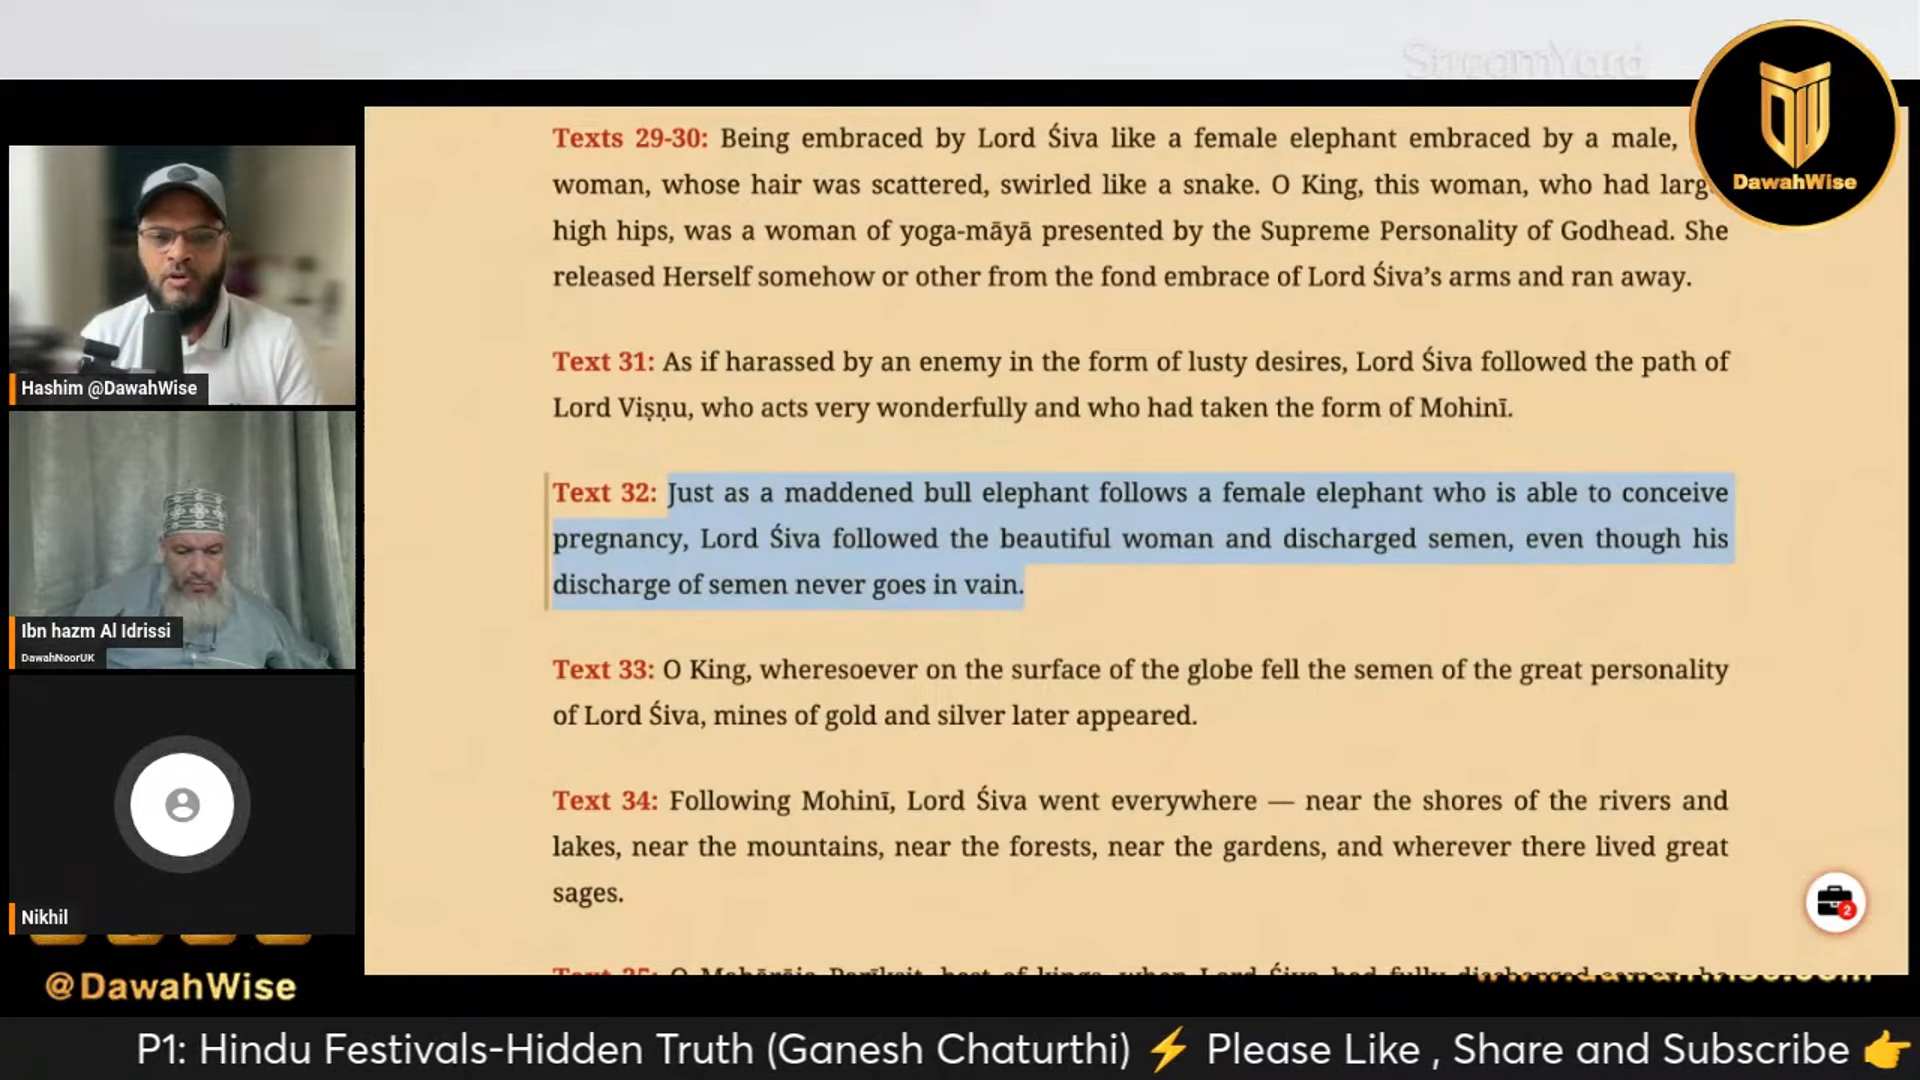 StreamYard
DawahWise
Texts 29-30: Being embraced by Lord Śiva like a female elephant embraced by a male,
woman, whose hair was scattered, swirled like a snake. O King, this woman, who had
high hips, was a woman of yoga-māyā presented by the Supreme Personality of Godhead. She
released Herself somehow or other from the fond embrace of Lord Śiva’s arms and ran away.
Text 31: As if harassed by an enemy in the form of lusty desires, Lord Śiva followed the path of
Lord Viṣṇu, who acts very wonderfully and who had taken the form of Mohinī.
Text 32: Just as a maddened bull elephant follows a female elephant who is able to conceive
pregnancy, Lord Śiva followed the beautiful woman and discharged semen, even though his
discharge of semen never goes in vain.
Text 33: O King, wheresoever on the surface of the globe fell the semen of the great personality
of Lord Śiva, mines of gold and silver later appeared.
Text 34: Following Mohinī, Lord Śiva went everywhere — near the shores of the rivers and
lakes, near the mountains, near the forests, near the gardens, and wherever there lived great
sages.
2
Hashim @DawahWise
Ibn hazm Al Idrissi
DawahNoorUK
Nikhil
@DawahWise
P1: Hindu Festivals-Hidden Truth (Ganesh Chaturthi) ⚡ Please Like , Share and Subscribe 👉